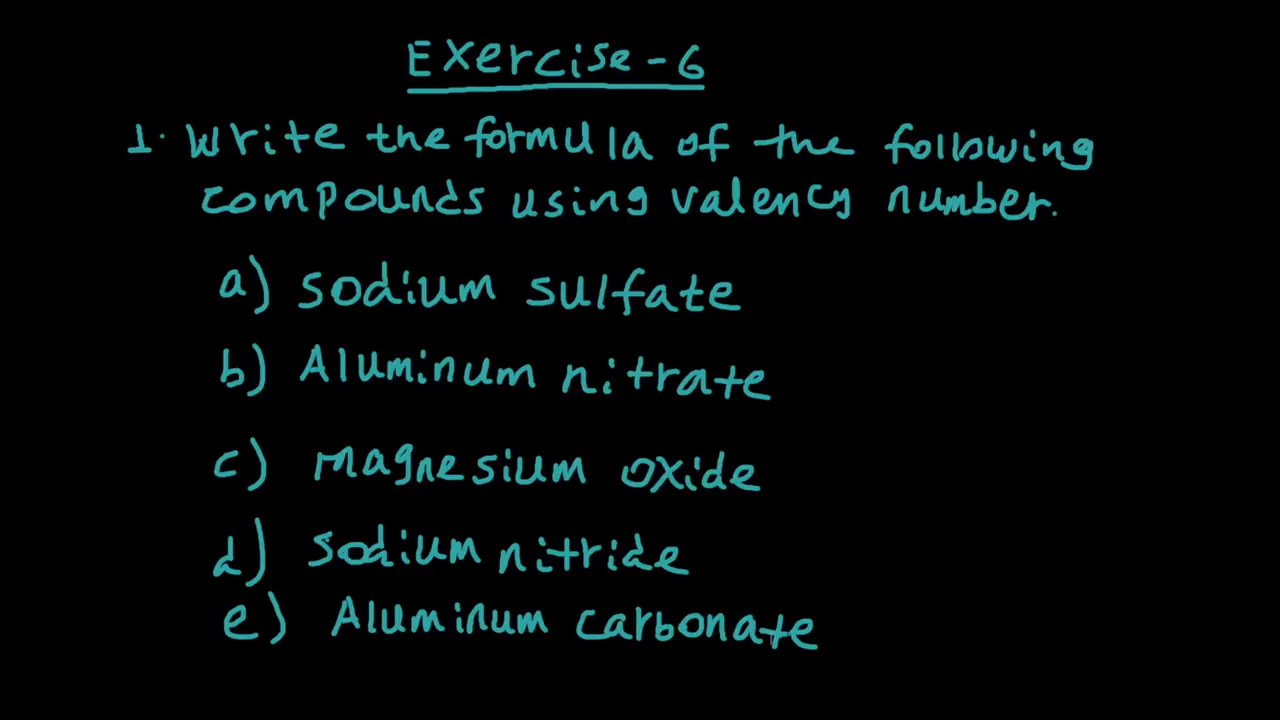 Exercise - 6
1. Write the formula of the following
compounds using valency number.
a) sodium sulfate
b) Aluminum nitrate
c) magnesium oxide
d) sodium nitride
e) Aluminum carbonate